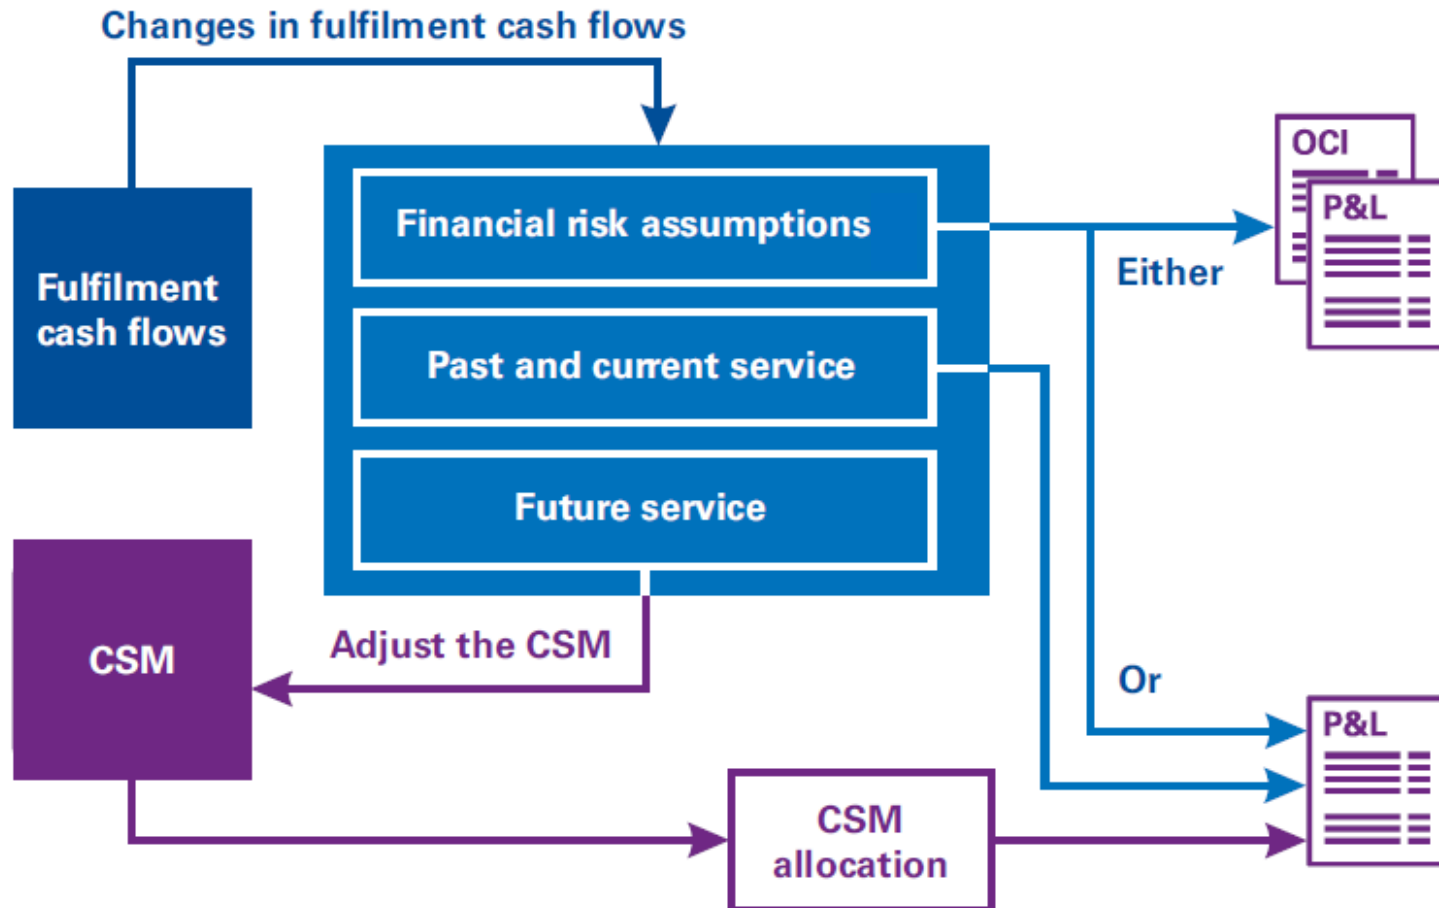 Changes in fulfilment cash flows
OCI
P&L
Financial risk assumptions
Either
Fulfilment
cash flows
Past and current service
Future service
Adjust the CSM
CSM
Or
P&L
CSM
allocation